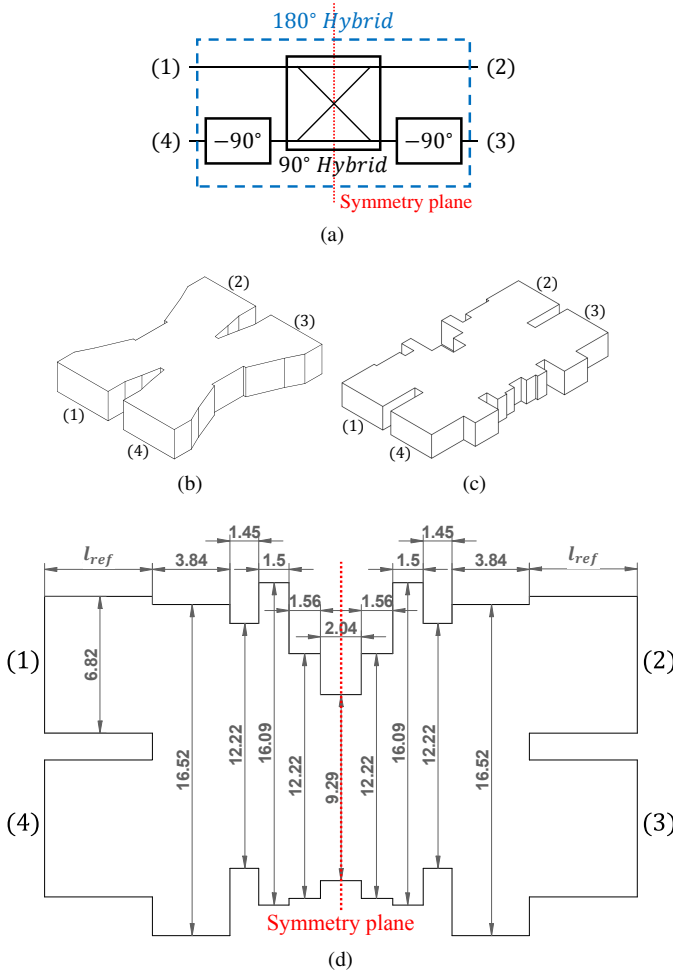 180° Hybrid
(1) (2)
(4) −90° −90° (3)
90° Hybrid
Symmetry plane
(a)
(2)
(3)
(1)
(4)
(b)
(2)
(3)
(1)
(4)
(c)
1.45 1.45
l_ref 3.84 1.5 1.5 3.84 l_ref
1.56 1.56
2.04
(1) (2)
6.82
16.52 12.22 16.09 12.22 9.29 12.22 16.09 12.22 16.52
(4) (3)
Symmetry plane
(d)